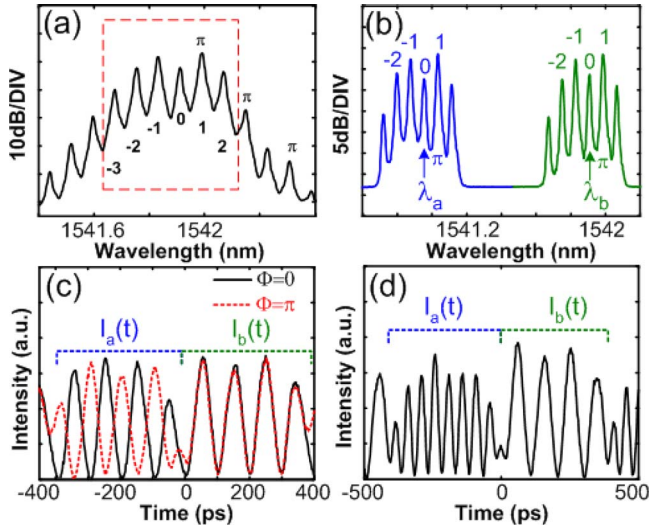 (a)
π
π
π
-3 -2 -1 0 1 2
10dB/DIV
1541.6 1542
Wavelength (nm)
(b)
-2 -1 0 1
-2 -1 0 1
π
π
λa
λb
5dB/DIV
1541.2 1542
Wavelength (nm)
(c)
Φ=0
Φ=π
Ia(t) Ib(t)
Intensity (a.u.)
-400 -200 0 200 400
Time (ps)
(d)
Ia(t) Ib(t)
Intensity (a.u.)
-500 0 500
Time (ps)